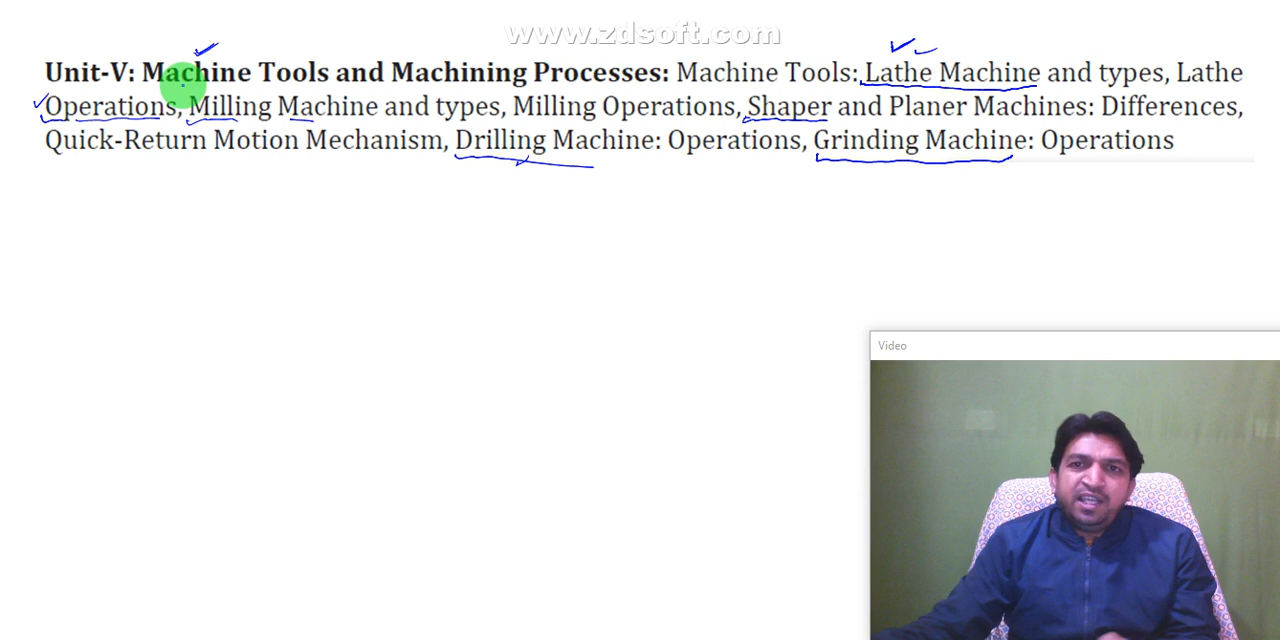 www.zdsoft.com
Unit-V: Machine Tools and Machining Processes: Machine Tools: Lathe Machine and types, Lathe
Operations, Milling Machine and types, Milling Operations, Shaper and Planer Machines: Differences,
Quick-Return Motion Mechanism, Drilling Machine: Operations, Grinding Machine: Operations
Video